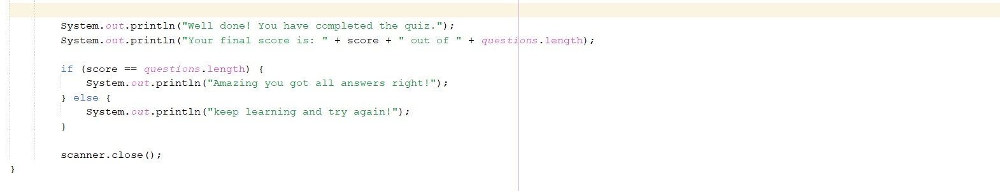 System.out.println("Well done! You have completed the quiz.");
System.out.println("Your final score is: " + score + " out of " + questions.length);
if (score == questions.length) {
System.out.println("Amazing you got all answers right!");
} else {
System.out.println("keep learning and try again!");
}
scanner.close();
}